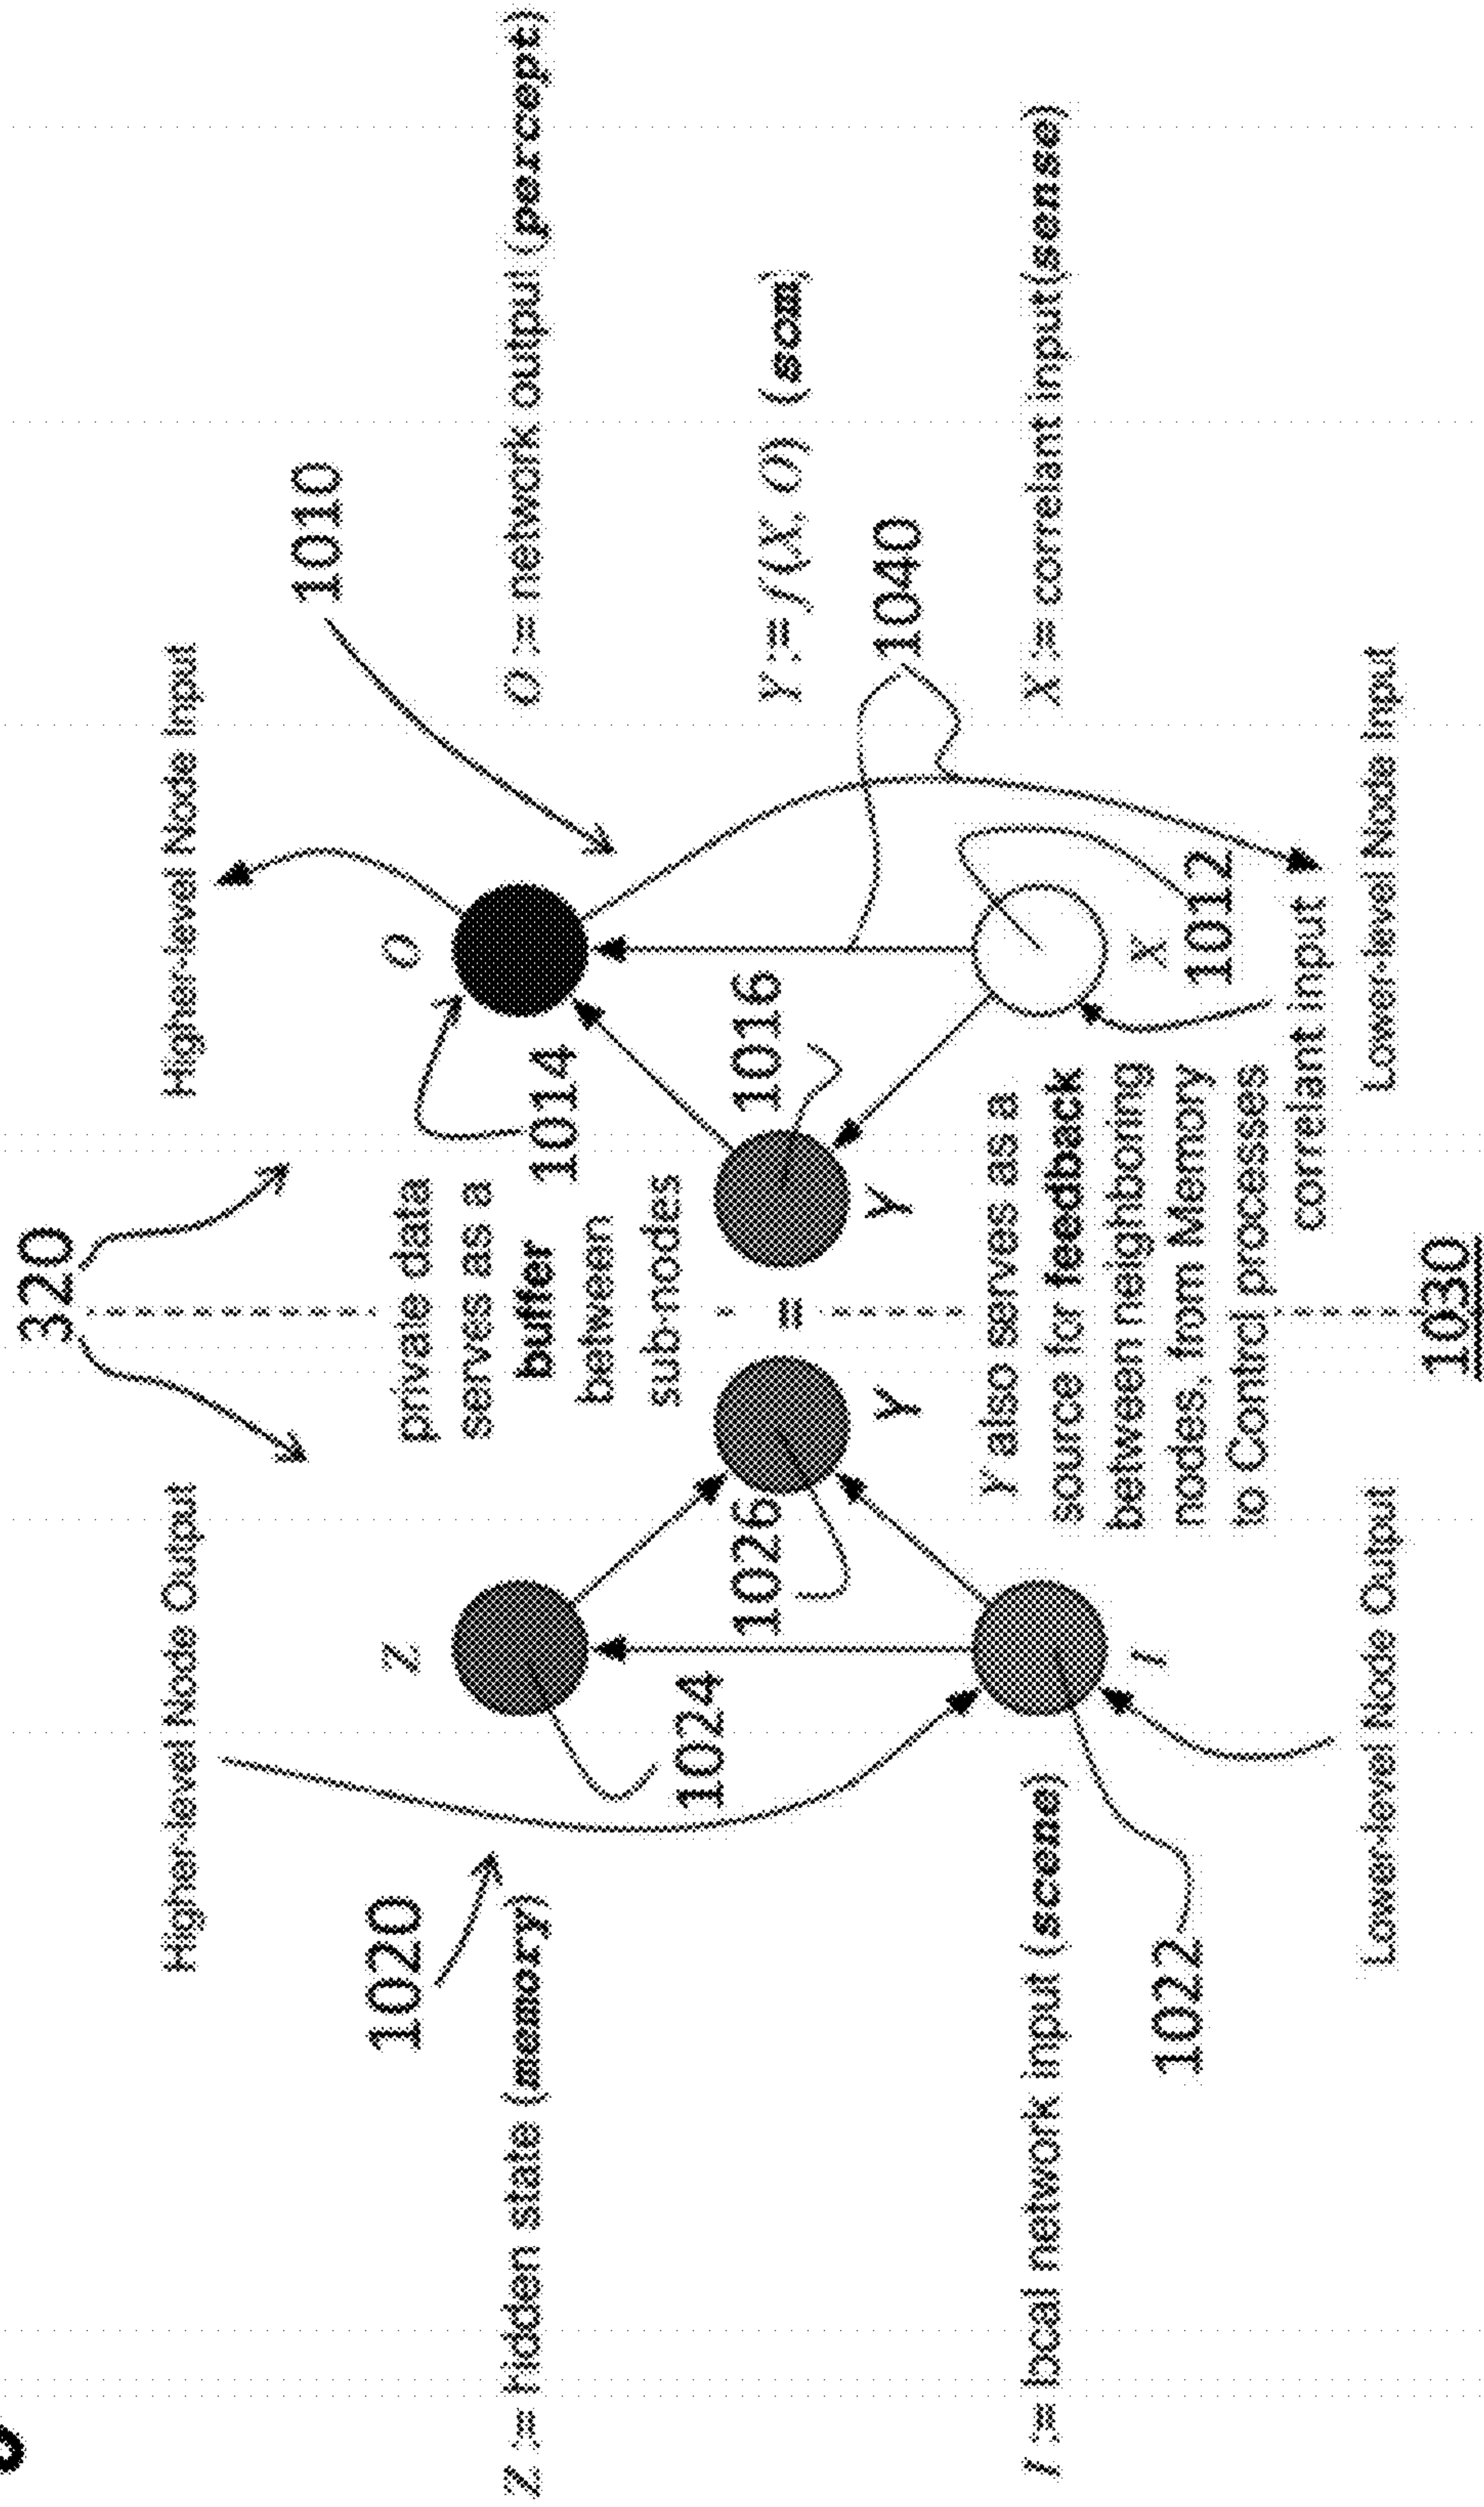 320
Higher-level Node Output
Higher-level Node Input
1020
1010
Z
O
private data
serves as a
buffer
between
sub-nodes
1014
Z := hidden state (memory)
O := network output (percept)
1024
1026
1016
Y
=
Y
Y := f(X, O) (scm)
1040
Y also serves as a
source for feedback
between neighboring
nodes, from Memory
to Control processes
I := local network input (scene)
X := correlant input(sense)
I
X
1022
1012
correlant input
Lower-level Node Output
Lower-level Node Input
1030